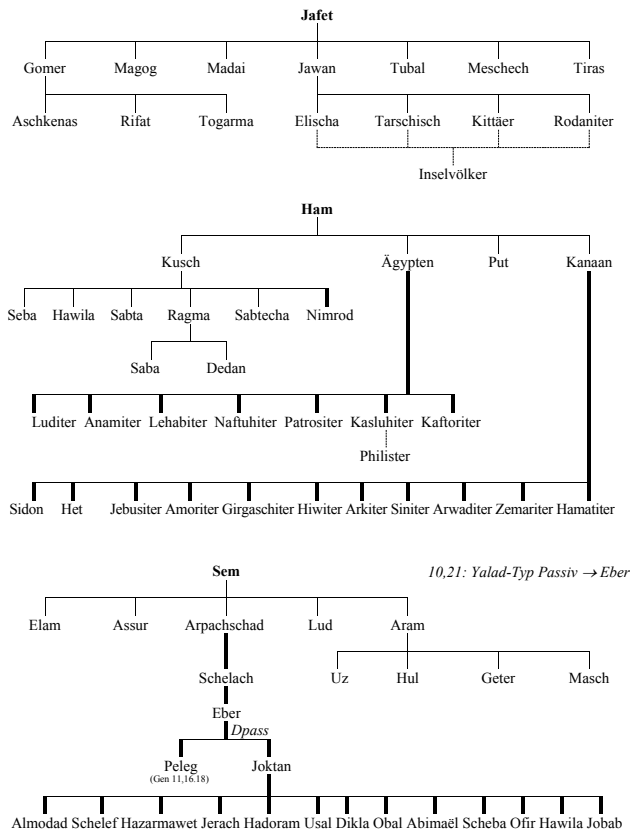 Jafet
Gomer Magog Madai Jawan Tubal Meschech Tiras
Aschkenas Rifat Togarma Elischa Tarschisch Kittäer Rodaniter
Inselvölker
Ham
Kusch Ägypten Put Kanaan
Seba Hawila Sabta Ragma Sabtecha Nimrod
Saba Dedan
Luditer Anamiter Lehabiter Naftuhiter Patrositer Kasluhiter Kaftoriter
Philister
Sidon Het Jebusiter Amoriter Girgaschiter Hiwiter Arkiter Siniter Arwaditer Zemariter Hamatiter
Sem 10,21: Yalad-Typ Passiv → Eber
Elam Assur Arpachschad Lud Aram
Schelach Uz Hul Geter Masch
Eber
Dpass
Peleg Joktan
(Gen 11,16.18)
Almodad Schelef Hazarmawet Jerach Hadoram Usal Dikla Obal Abimaël Scheba Ofir Hawila Jobab